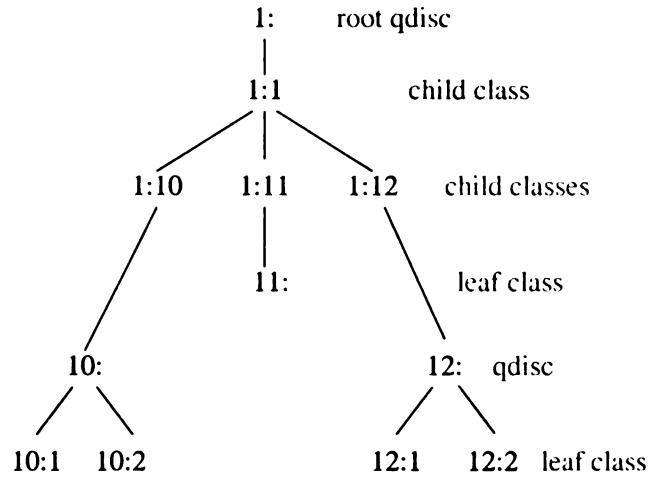 1: root qdisc
1:1 child class
1:10 1:11 1:12 child classes
11: leaf class
10: 12: qdisc
10:1 10:2 12:1 12:2 leaf class